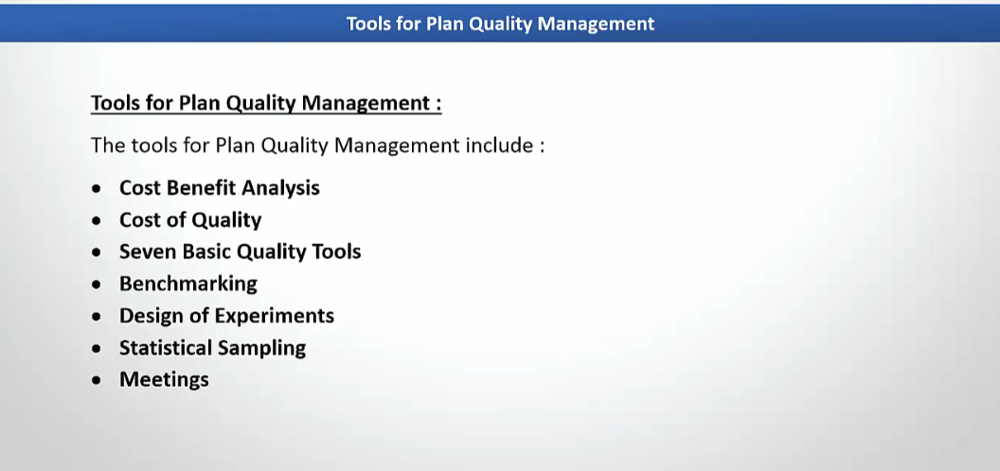 Tools for Plan Quality Management
Tools for Plan Quality Management :
The tools for Plan Quality Management include :
• Cost Benefit Analysis
• Cost of Quality
• Seven Basic Quality Tools
• Benchmarking
• Design of Experiments
• Statistical Sampling
• Meetings